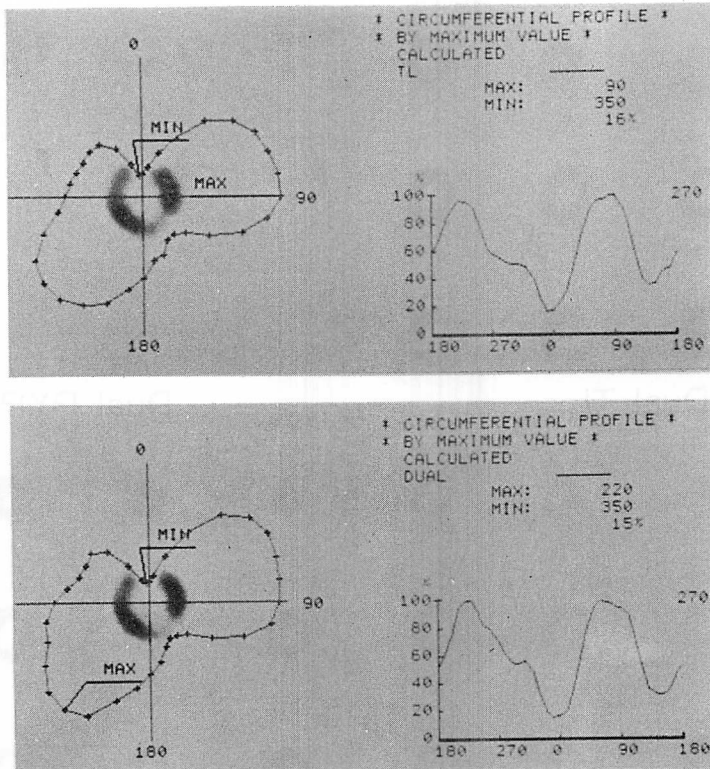 * CIRCUMFERENTIAL PROFILE *
* BY MAXIMUM VALUE *
CALCULATED
TL
MAX: 90
MIN: 350
16%
0
MIN
MAX
90
180
%
100
80
60
40
20
0
270
180 270 0 90 180
* CIRCUMFERENTIAL PROFILE *
* BY MAXIMUM VALUE *
CALCULATED
DUAL
MAX: 220
MIN: 350
15%
0
MIN
90
MAX
180
%
100
80
60
40
20
0
270
180 270 0 90 180